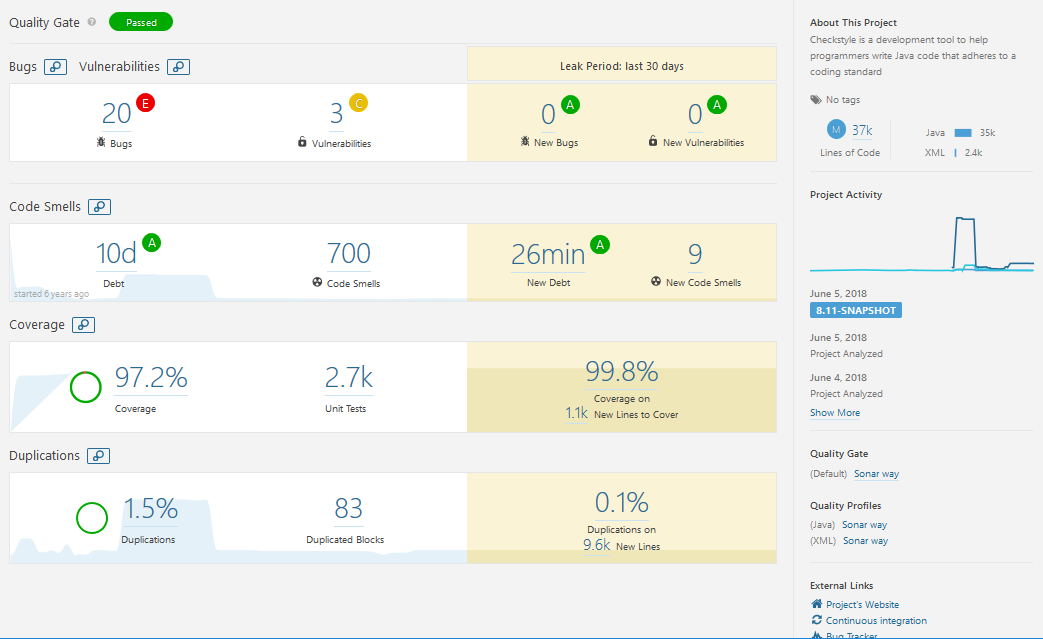 Quality Gate ? Passed
Bugs Vulnerabilities
Leak Period: last 30 days
20 E
Bugs
3 C
Vulnerabilities
0 A
New Bugs
0 A
New Vulnerabilities
Code Smells
10d A
Debt
started 6 years ago
700
Code Smells
26min A
New Debt
9
New Code Smells
Coverage
97.2%
Coverage
2.7k
Unit Tests
99.8%
Coverage on
1.1k New Lines to Cover
Duplications
1.5%
Duplications
83
Duplicated Blocks
0.1%
Duplications on
9.6k New Lines
About This Project
Checkstyle is a development tool to help
programmers write Java code that adheres to a
coding standard
No tags
M 37k
Lines of Code
Java 35k
XML 2.4k
Project Activity
June 5, 2018
8.11-SNAPSHOT
June 5, 2018
Project Analyzed
June 4, 2018
Project Analyzed
Show More
Quality Gate
(Default) Sonar way
Quality Profiles
(Java) Sonar way
(XML) Sonar way
External Links
Project's Website
Continuous integration
Bug Tracker